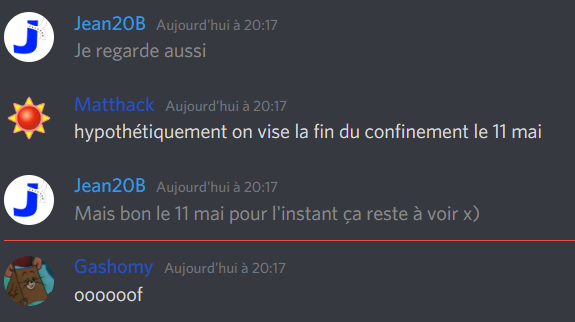 Jean20B Aujourd'hui à 20:17
Je regarde aussi
Matthack Aujourd'hui à 20:17
hypothétiquement on vise la fin du confinement le 11 mai
Jean20B Aujourd'hui à 20:17
Mais bon le 11 mai pour l'instant ça reste à voir x)
Gashomy Aujourd'hui à 20:17
oooooof